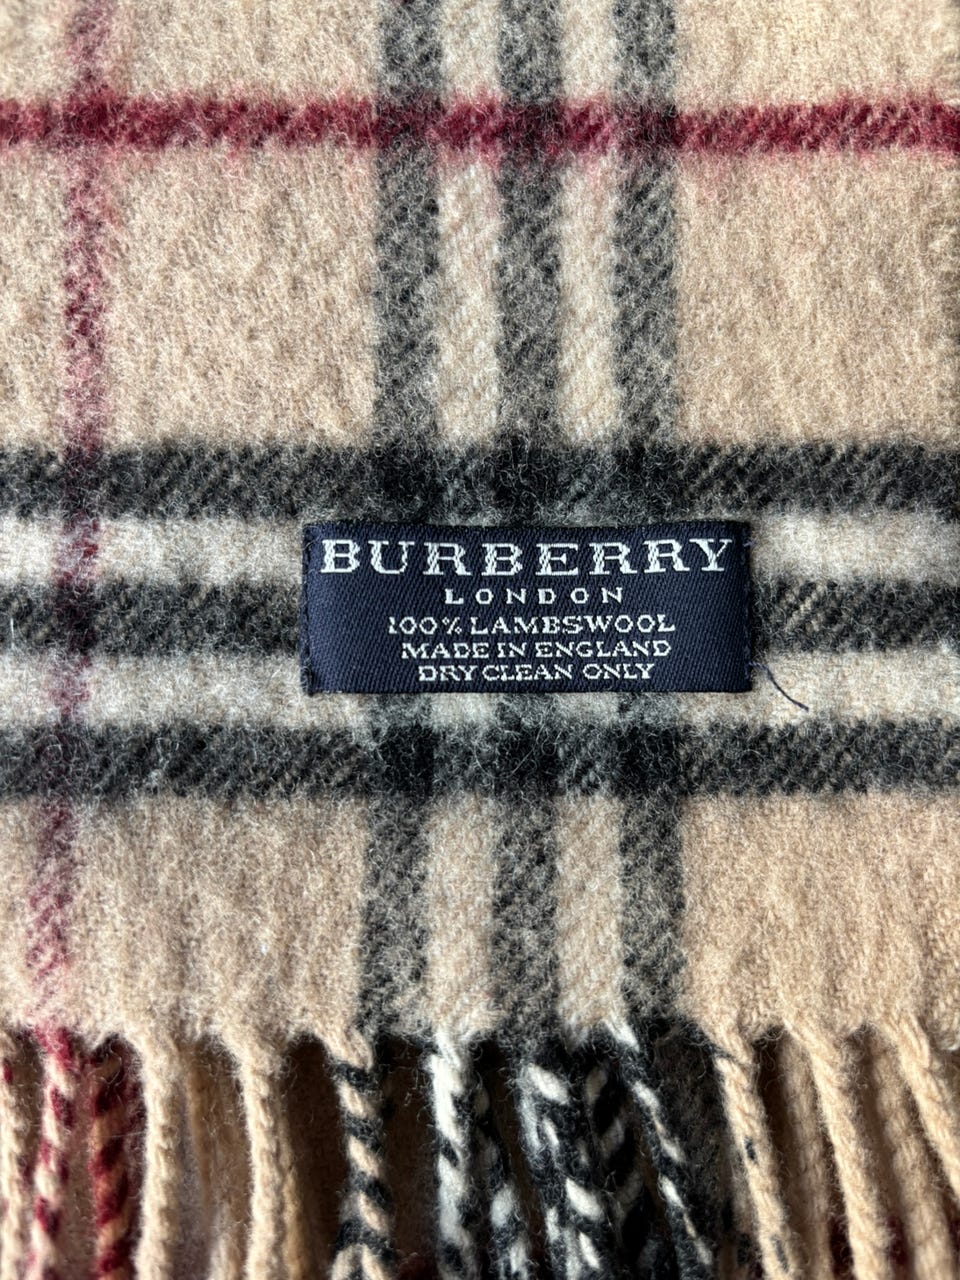 BURBERRY
LONDON
100% LAMBSWOOL
MADE IN ENGLAND
DRY CLEAN ONLY